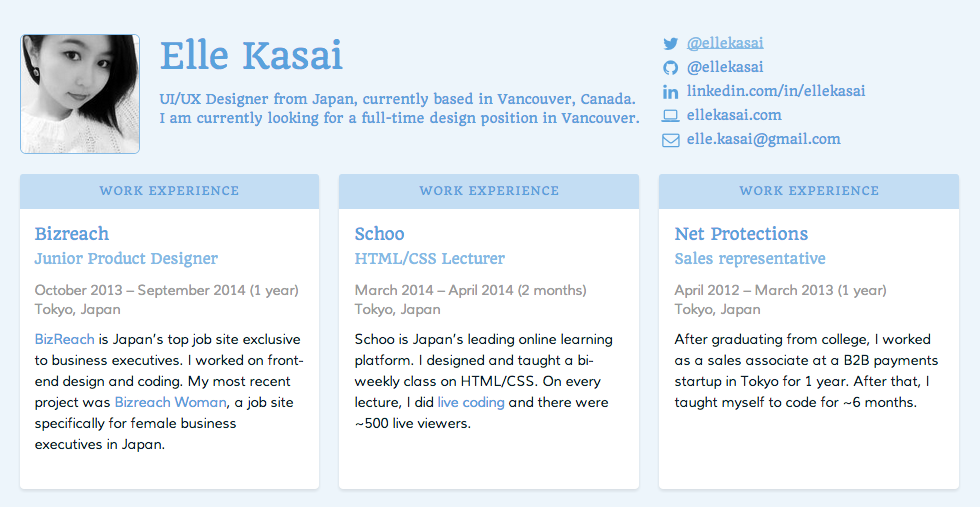 Elle Kasai
UI/UX Designer from Japan, currently based in Vancouver, Canada.
I am currently looking for a full-time design position in Vancouver.
@ellekasai
@ellekasai
linkedin.com/in/ellekasai
ellekasai.com
elle.kasai@gmail.com
WORK EXPERIENCE
Bizreach
Junior Product Designer
October 2013 – September 2014 (1 year)
Tokyo, Japan
BizReach is Japan's top job site exclusive
to business executives. I worked on front-
end design and coding. My most recent
project was Bizreach Woman, a job site
specifically for female business
executives in Japan.
WORK EXPERIENCE
Schoo
HTML/CSS Lecturer
March 2014 – April 2014 (2 months)
Tokyo, Japan
Schoo is Japan's leading online learning
platform. I designed and taught a bi-
weekly class on HTML/CSS. On every
lecture, I did live coding and there were
~500 live viewers.
WORK EXPERIENCE
Net Protections
Sales representative
April 2012 – March 2013 (1 year)
Tokyo, Japan
After graduating from college, I worked
as a sales associate at a B2B payments
startup in Tokyo for 1 year. After that, I
taught myself to code for ~6 months.